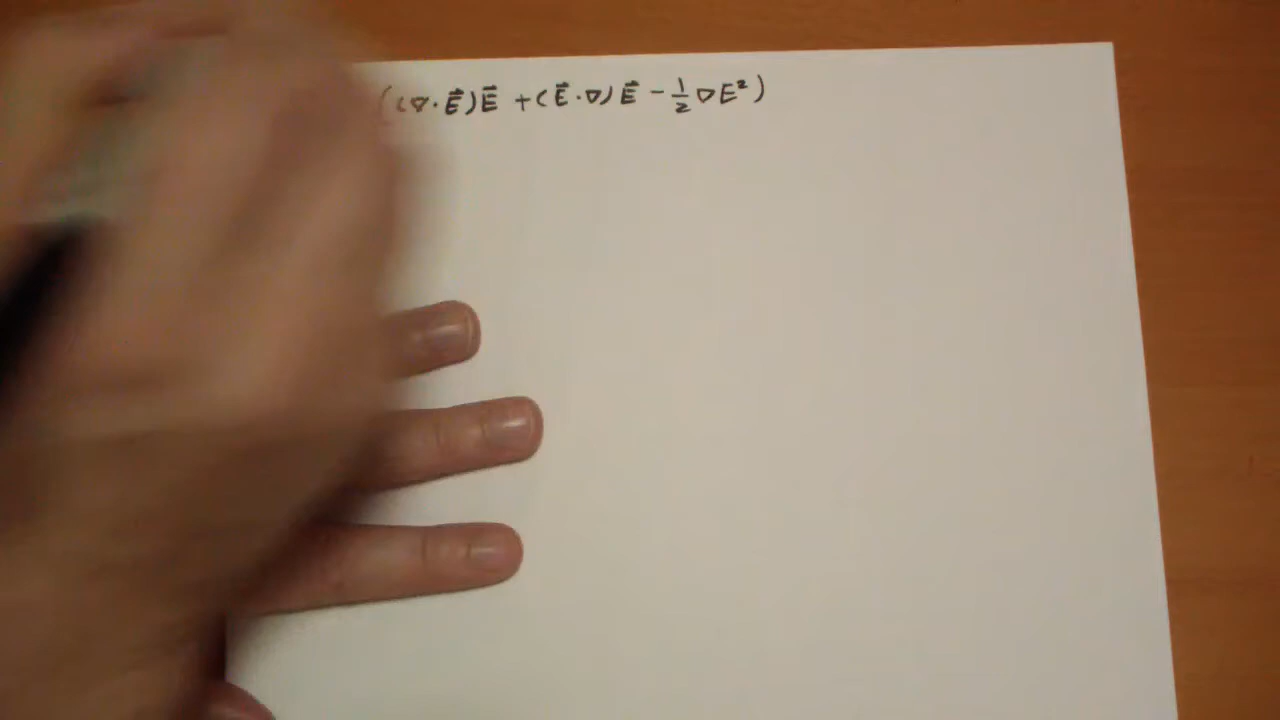 ((∇·E⃗)E⃗ + (E⃗·∇)E⃗ − 1/2 ∇E²)